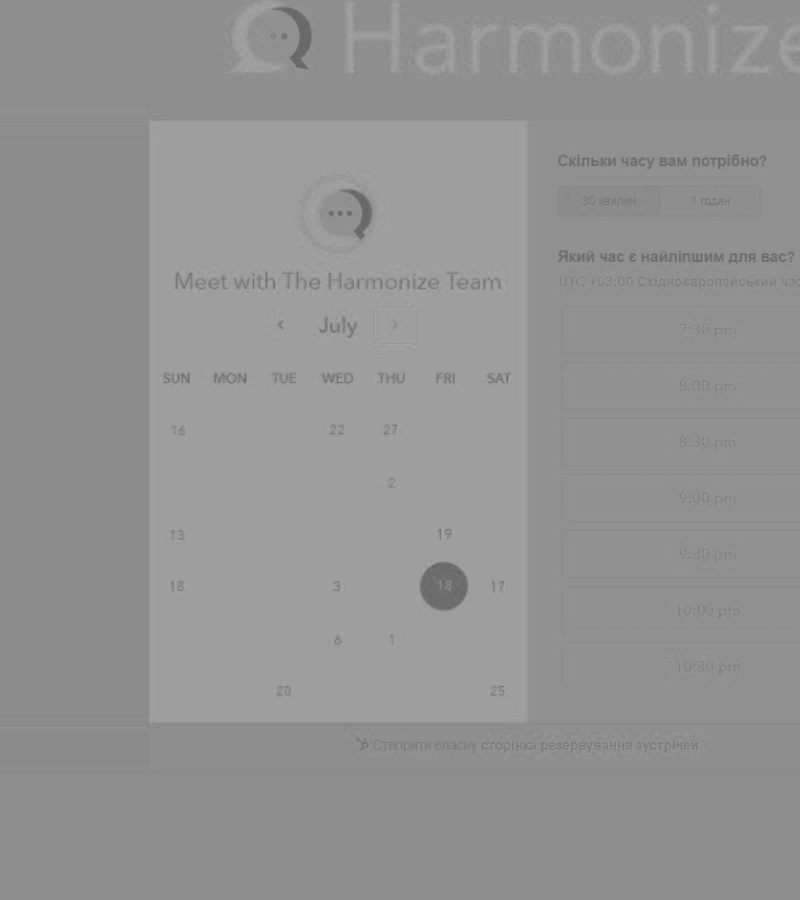 Harmonize
Meet with The Harmonize Team
July
SUN MON TUE WED THU FRI SAT
16 22 27
2
13 19
18 3 18 17
6 1
20 25
Скільки часу вам потрібно?
30 хвилин 1 годин
Який час є найліпшим для вас?
UTC +03:00 Східноєвропейський час
7:30 pm
8:00 pm
8:30 pm
9:00 pm
9:30 pm
10:00 pm
10:30 pm
Створити власну сторінка резервування зустрічей